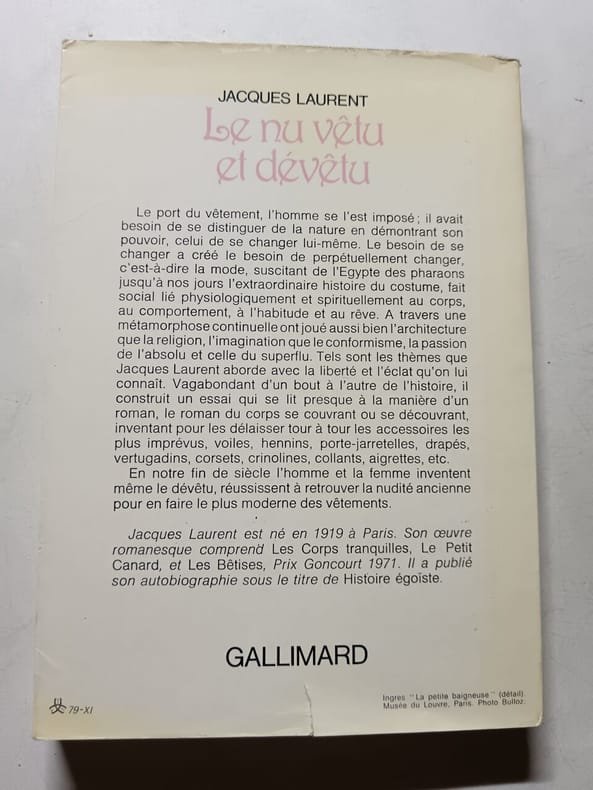 JACQUES LAURENT
Le nu vêtu
et dévêtu
Le port du vêtement, l'homme se l'est imposé; il avait
besoin de se distinguer de la nature en démontrant son
pouvoir, celui de se changer lui-même. Le besoin de se
changer a créé le besoin de perpétuellement changer,
c'est-à-dire la mode, suscitant de l'Egypte des pharaons
jusqu'à nos jours l'extraordinaire histoire du costume, fait
social lié physiologiquement et spirituellement au corps,
au comportement, à l'habitude et au rêve. A travers une
métamorphose continuelle ont joué aussi bien l'architecture
que la religion, l'imagination que le conformisme, la passion
de l'absolu et celle du superflu. Tels sont les thèmes que
Jacques Laurent aborde avec la liberté et l'éclat qu'on lui
connaît. Vagabondant d'un bout à l'autre de l'histoire, il
construit un essai qui se lit presque à la manière d'un
roman, le roman du corps se couvrant ou se découvrant,
inventant pour les délaisser tour à tour les accessoires les
plus imprévus, voiles, hennins, porte-jarretelles, drapés,
vertugadins, corsets, crinolines, collants, aigrettes, etc.
En notre fin de siècle l'homme et la femme inventent
même le dévêtu, réussissent à retrouver la nudité ancienne
pour en faire le plus moderne des vêtements.
Jacques Laurent est né en 1919 à Paris. Son œuvre
romanesque comprend Les Corps tranquilles, Le Petit
Canard, et Les Bêtises, Prix Goncourt 1971. Il a publié
son autobiographie sous le titre de Histoire égoïste.
GALLIMARD
79-XI
Ingres "La petite baigneuse" (détail).
Musée du Louvre, Paris. Photo Bulloz.